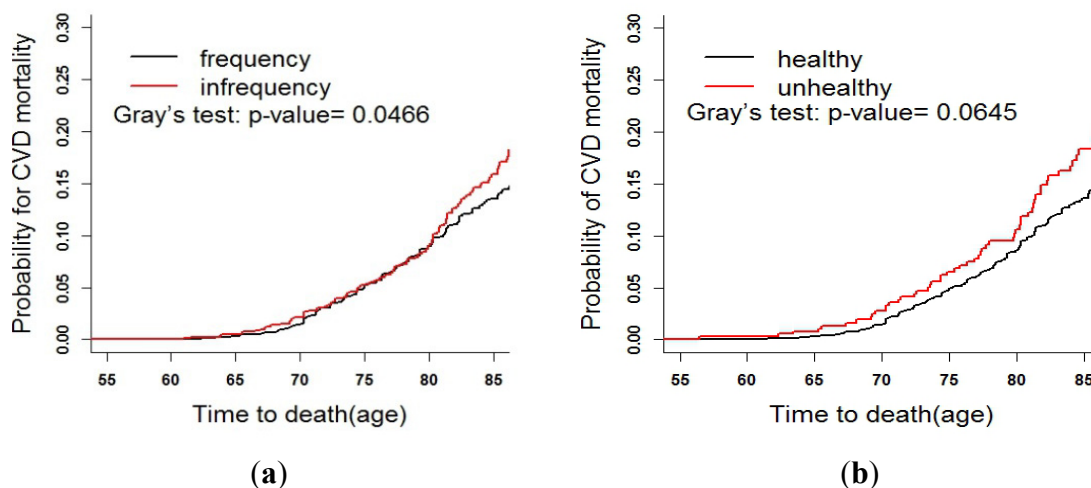 0.30
0.25
0.20
0.15
0.10
0.05
0.00
Probability for CVD mortality
frequency
infrequency
Gray's test: p-value= 0.0466
55 60 65 70 75 80 85
Time to death(age)
(a)
0.30
0.25
0.20
0.15
0.10
0.05
0.00
Probability of CVD mortality
healthy
unhealthy
Gray's test: p-value= 0.0645
55 60 65 70 75 80 85
Time to death(age)
(b)